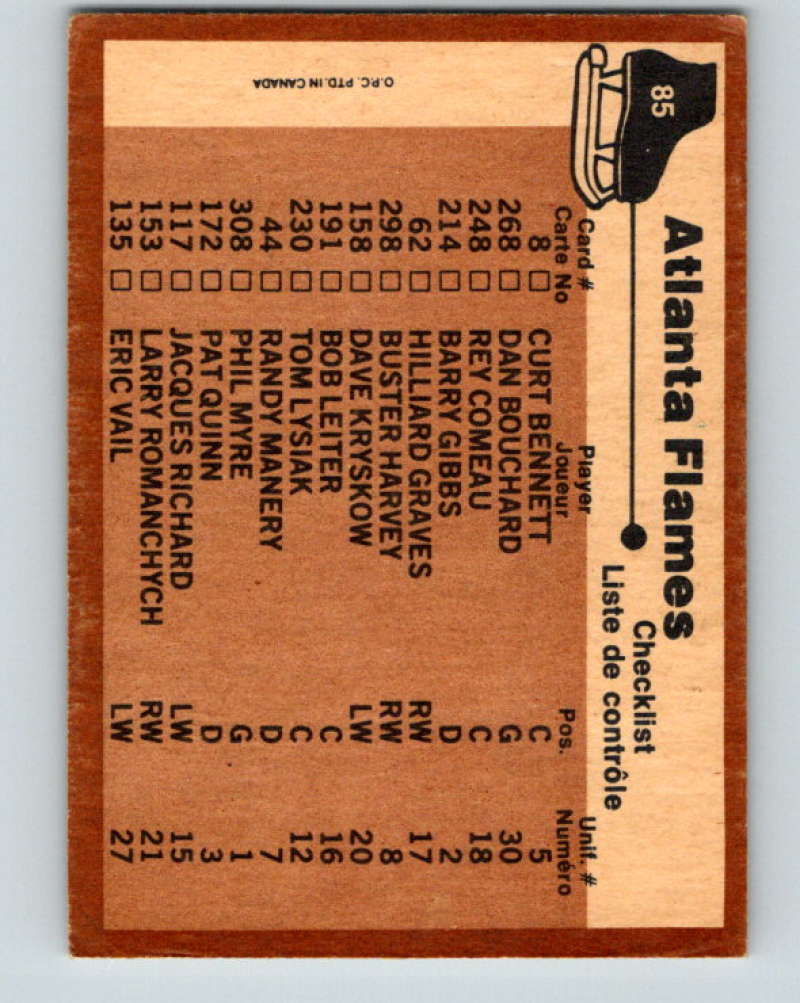 85
Atlanta Flames
Checklist
Liste de contrôle
Card # Player Unif. #
Carte No Joueur Pos. Numéro
8 □ CURT BENNETT C 5
268 □ DAN BOUCHARD G 30
248 □ REY COMEAU C 18
214 □ BARRY GIBBS D 2
62 □ HILLIARD GRAVES RW 17
298 □ BUSTER HARVEY RW 8
158 □ DAVE KRYSKOW LW 20
191 □ BOB LEITER C 16
230 □ TOM LYSIAK C 12
44 □ RANDY MANERY D 7
308 □ PHIL MYRE G 1
172 □ PAT QUINN D 3
117 □ JACQUES RICHARD LW 15
153 □ LARRY ROMANCHYCH RW 21
135 □ ERIC VAIL LW 27
O.P.C. PTD. IN CANADA